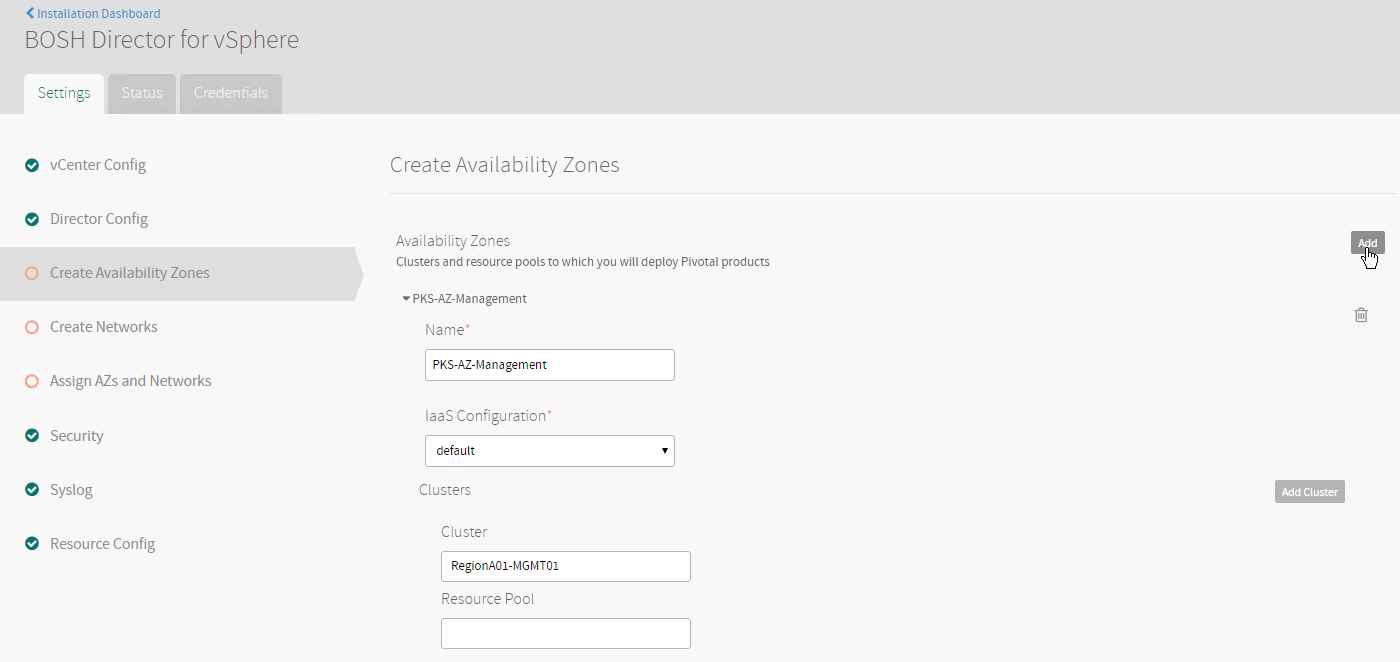 Installation Dashboard
BOSH Director for vSphere
Settings
Status
Credentials
vCenter Config
Director Config
Create Availability Zones
Create Networks
Assign AZs and Networks
Security
Syslog
Resource Config
Create Availability Zones
Availability Zones
Add
Clusters and resource pools to which you will deploy Pivotal products
PKS-AZ-Management
Name*
PKS-AZ-Management
IaaS Configuration*
default
Clusters
Add Cluster
Cluster
RegionA01-MGMT01
Resource Pool